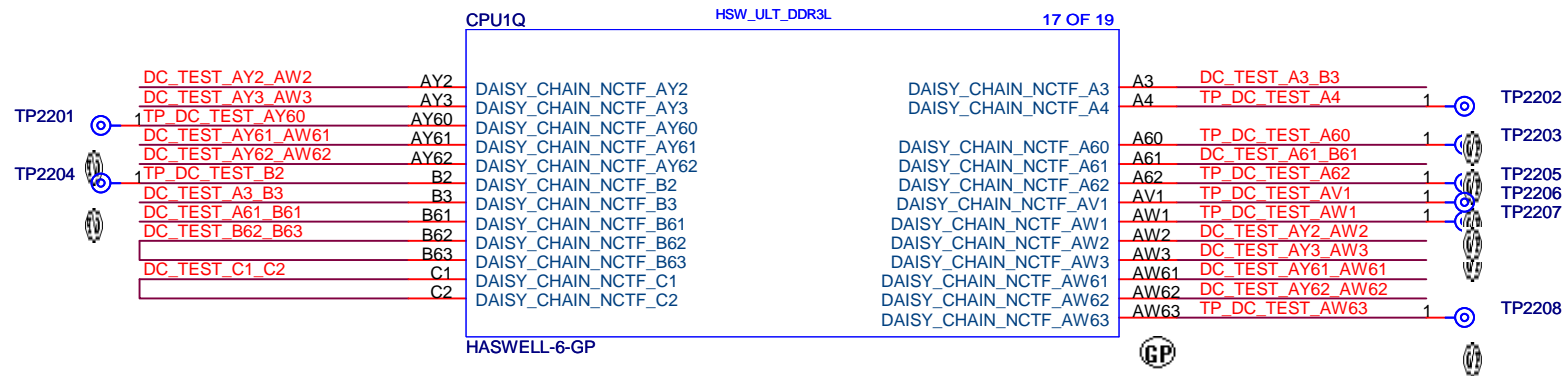 CPU1Q HSW_ULT_DDR3L 17 OF 19
DC_TEST_AY2_AW2 AY2 DAISY_CHAIN_NCTF_AY2 DAISY_CHAIN_NCTF_A3 A3 DC_TEST_A3_B3
DC_TEST_AY3_AW3 AY3 DAISY_CHAIN_NCTF_AY3 DAISY_CHAIN_NCTF_A4 A4 TP_DC_TEST_A4 1 TP2202
TP2201 1 TP_DC_TEST_AY60 AY60 DAISY_CHAIN_NCTF_AY60
DC_TEST_AY61_AW61 AY61 DAISY_CHAIN_NCTF_AY61 DAISY_CHAIN_NCTF_A60 A60 TP_DC_TEST_A60 1 TP2203
DC_TEST_AY62_AW62 AY62 DAISY_CHAIN_NCTF_AY62 DAISY_CHAIN_NCTF_A61 A61 DC_TEST_A61_B61
TP2204 1 TP_DC_TEST_B2 B2 DAISY_CHAIN_NCTF_B2 DAISY_CHAIN_NCTF_A62 A62 TP_DC_TEST_A62 1 TP2205
DC_TEST_A3_B3 B3 DAISY_CHAIN_NCTF_B3 DAISY_CHAIN_NCTF_AV1 AV1 TP_DC_TEST_AV1 1 TP2206
DC_TEST_A61_B61 B61 DAISY_CHAIN_NCTF_B61 DAISY_CHAIN_NCTF_AW1 AW1 TP_DC_TEST_AW1 1 TP2207
DC_TEST_B62_B63 B62 DAISY_CHAIN_NCTF_B62 DAISY_CHAIN_NCTF_AW2 AW2 DC_TEST_AY2_AW2
B63 DAISY_CHAIN_NCTF_B63 DAISY_CHAIN_NCTF_AW3 AW3 DC_TEST_AY3_AW3
DC_TEST_C1_C2 C1 DAISY_CHAIN_NCTF_C1 DAISY_CHAIN_NCTF_AW61 AW61 DC_TEST_AY61_AW61
C2 DAISY_CHAIN_NCTF_C2 DAISY_CHAIN_NCTF_AW62 AW62 DC_TEST_AY62_AW62
DAISY_CHAIN_NCTF_AW63 AW63 TP_DC_TEST_AW63 1 TP2208
HASWELL-6-GP
GP